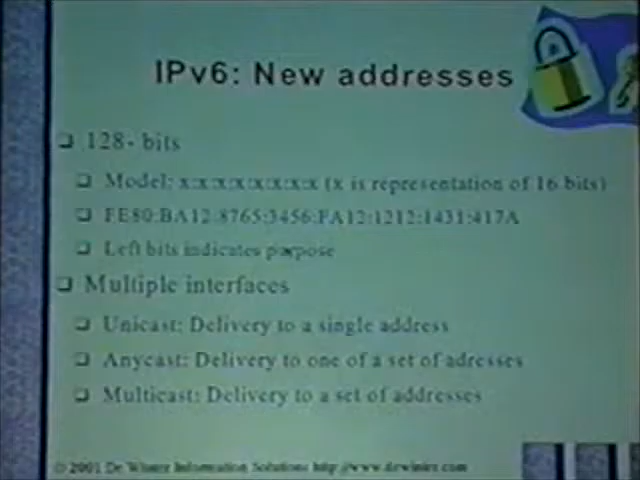 IPv6: New addresses
128- bits
Model: x:x:x:x:x:x:x:x (x is representation of 16 bits)
FE80:BA12:8765:3456:FA12:1212:1431:417A
Left bits indicates purpose
Multiple interfaces
Unicast: Delivery to a single address
Anycast: Delivery to one of a set of adresses
Multicast: Delivery to a set of addresses
© 2001 De Winter Information Solutions http://www.dewinter.com